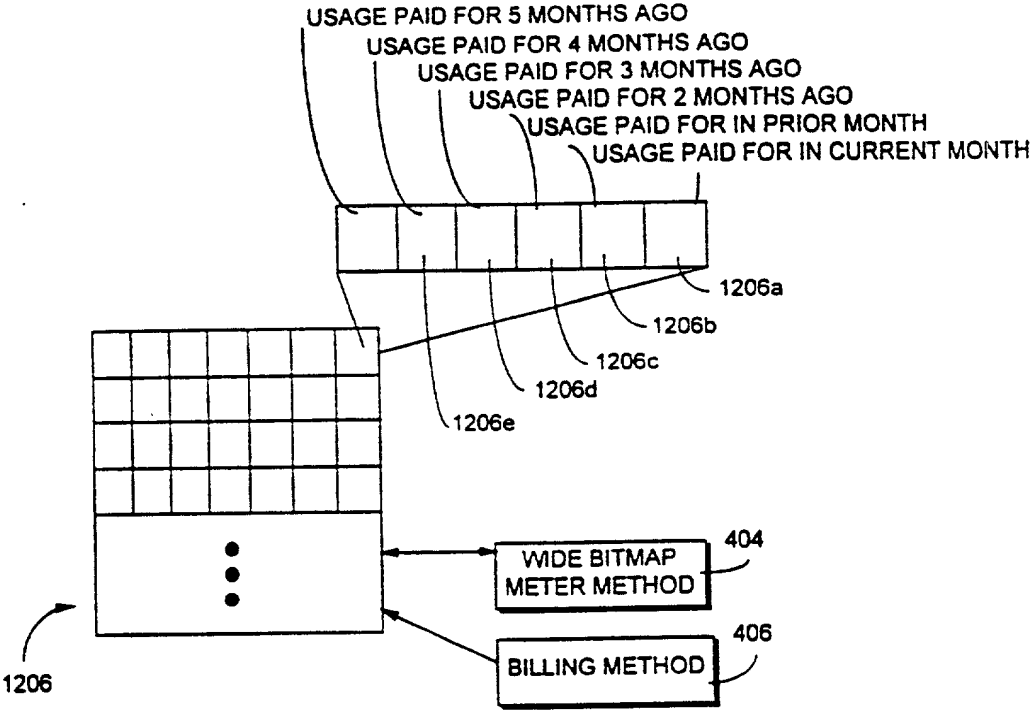 USAGE PAID FOR 5 MONTHS AGO
USAGE PAID FOR 4 MONTHS AGO
USAGE PAID FOR 3 MONTHS AGO
USAGE PAID FOR 2 MONTHS AGO
USAGE PAID FOR IN PRIOR MONTH
USAGE PAID FOR IN CURRENT MONTH
1206a
1206b
1206c
1206d
1206e
404
WIDE BITMAP
METER METHOD
406
BILLING METHOD
1206